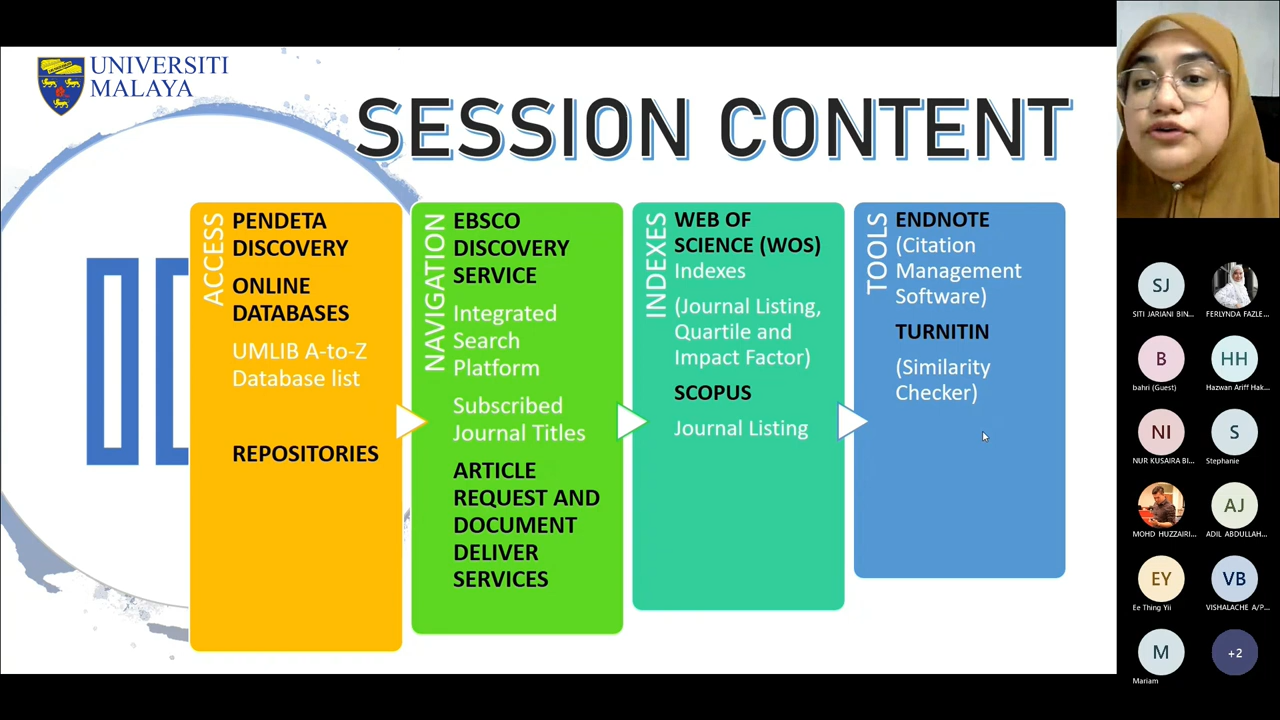 UNIVERSITI
MALAYA
SESSION CONTENT
ACCESS
PENDETA
DISCOVERY
ONLINE
DATABASES
UMLIB A-to-Z
Database list
REPOSITORIES
NAVIGATION
EBSCO
DISCOVERY
SERVICE
Integrated
Search
Platform
Subscribed
Journal Titles
ARTICLE
REQUEST AND
DOCUMENT
DELIVER
SERVICES
INDEXES
WEB OF
SCIENCE (WOS)
Indexes
(Journal Listing,
Quartile and
Impact Factor)
SCOPUS
Journal Listing
TOOLS
ENDNOTE
(Citation
Management
Software)
TURNITIN
(Similarity
Checker)
SJ
SITI JARIANI BIN...
FERLYNDA FAZLE...
B
HH
bahri (Guest)
Hazwan Ariff Hak...
NI
S
NUR KUSAIRA BI...
Stephanie
MOHD HUZZAIRI...
AJ
ADIL ABDULLAH...
EY
VB
Ee Thing Yii
VISHALACHE A/P...
M
+2
Mariam